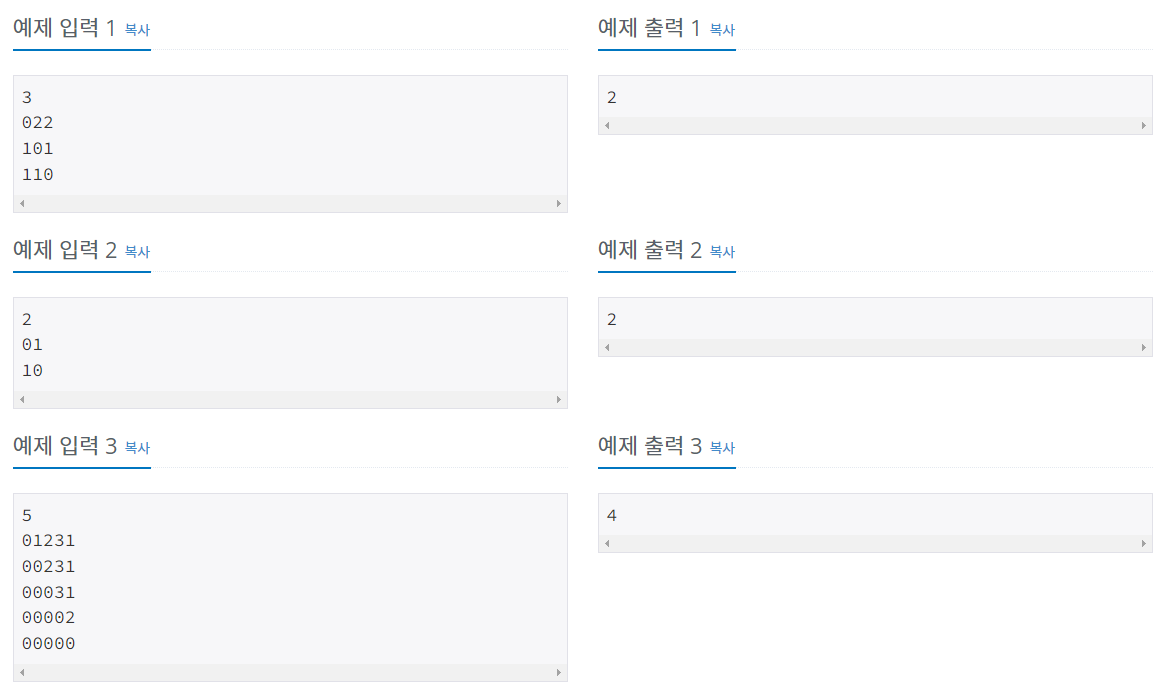 예제 입력 1 복사
3
022
101
110
예제 출력 1 복사
2
예제 입력 2 복사
2
01
10
예제 출력 2 복사
2
예제 입력 3 복사
5
01231
00231
00031
00002
00000
예제 출력 3 복사
4